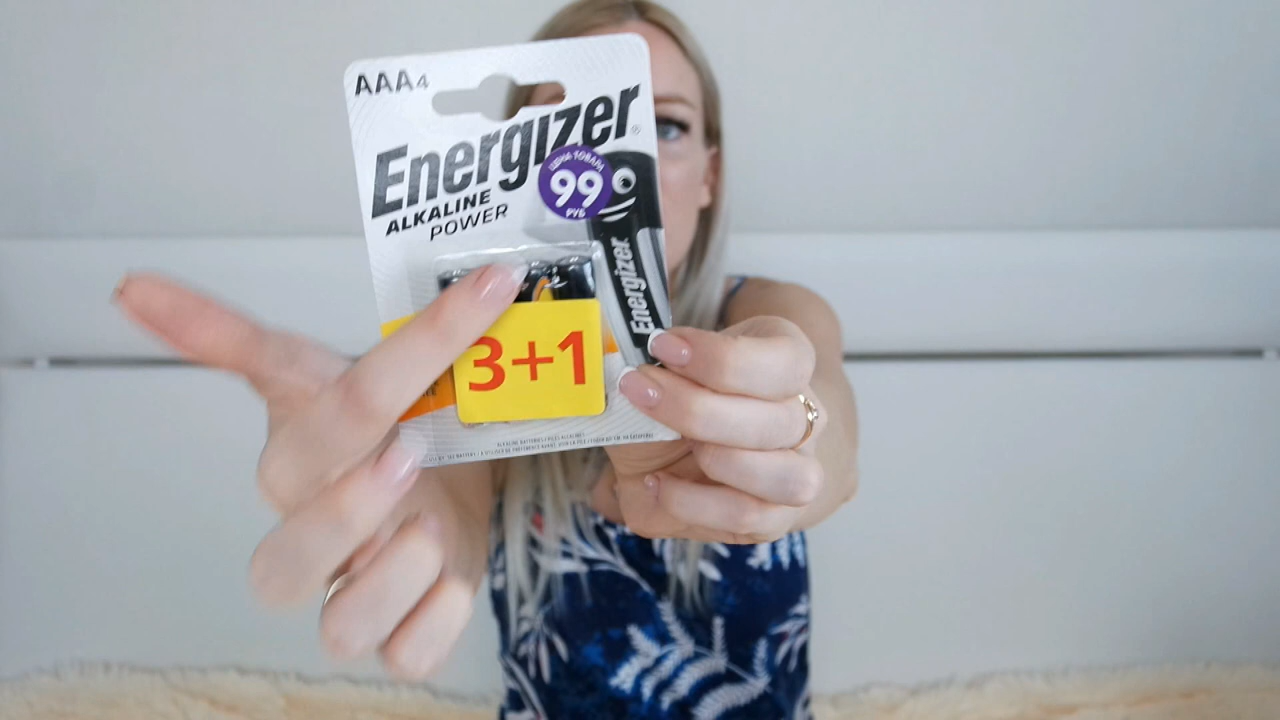 AAA4
Energizer®
ALKALINE
POWER
ЦЕНА ТОВАРА
99
РУБ
Energizer
3+1